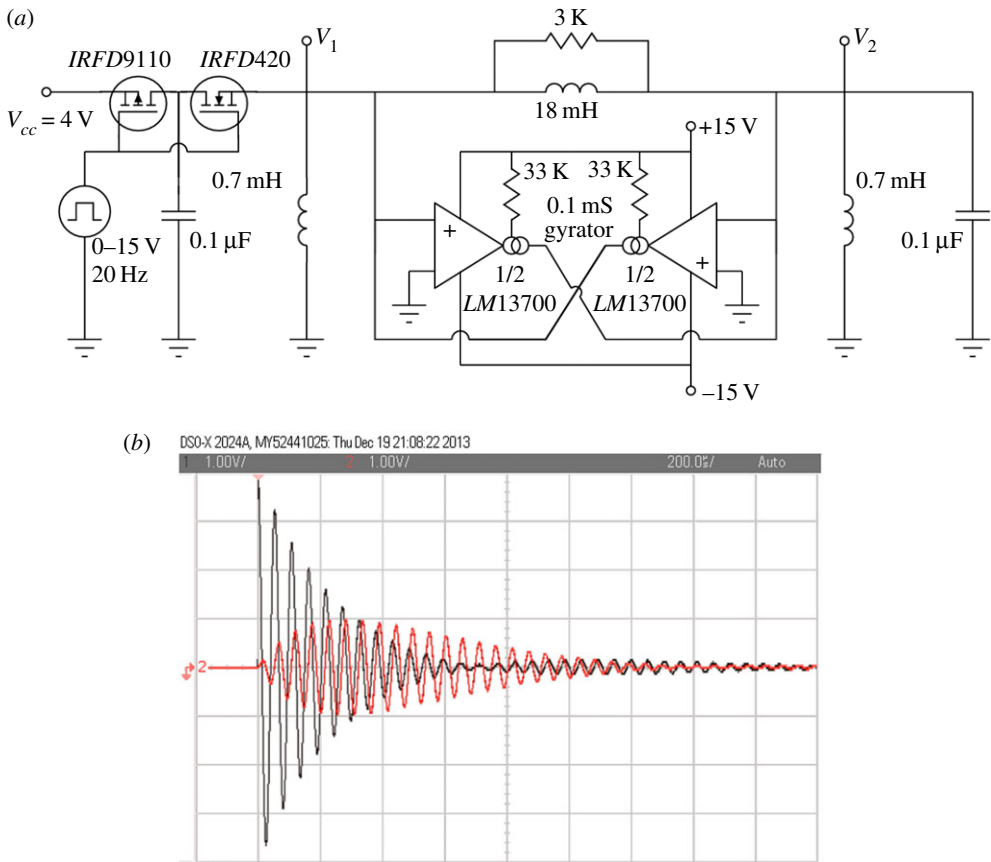 (a)
3 K
V1
V2
IRFD9110
IRFD420
Vcc = 4 V
18 mH
+15 V
33 K
33 K
0.7 mH
0.1 mS
gyrator
0.7 mH
+
+
0–15 V
20 Hz
0.1 μF
1/2
LM13700
1/2
LM13700
0.1 μF
–15 V
(b)
DSO-X 2024A, MY52441025: Thu Dec 19 21:08:22 2013
1 1.00V/ 2 1.00V/ 200.0µ/ Auto
2